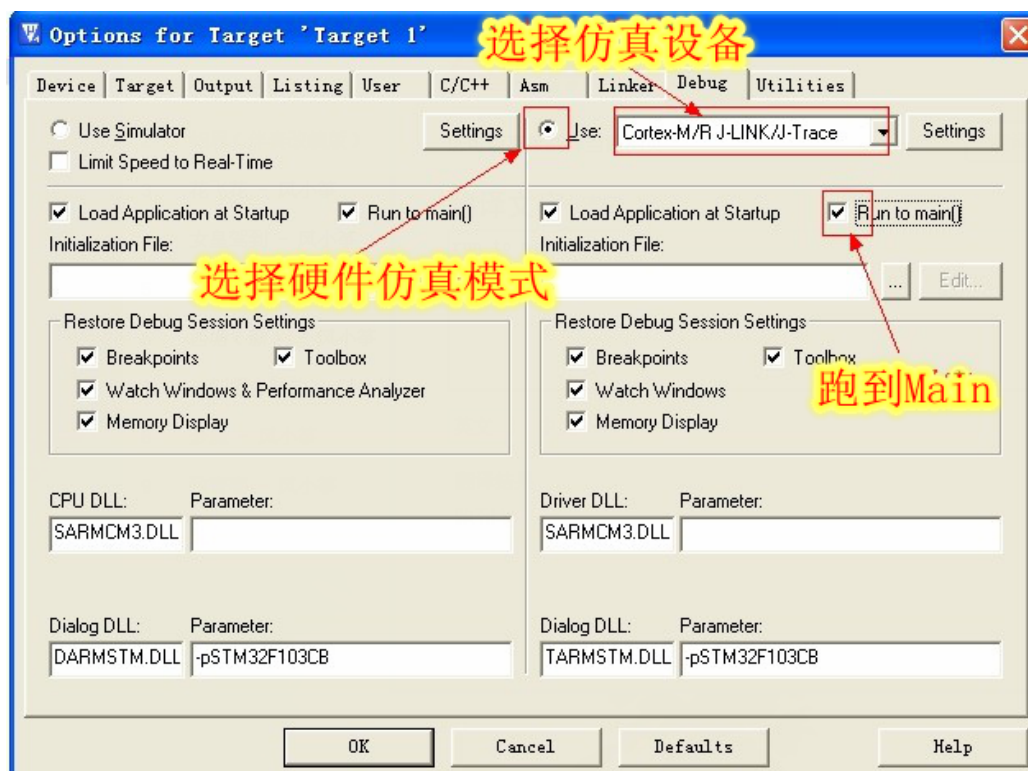 Options for Target 'Target 1'
选择仿真设备
Device Target Output Listing User C/C++ Asm Linker Debug Utilities
Use Simulator Settings Use: Cortex-M/R J-LINK/J-Trace Settings
Limit Speed to Real-Time
Load Application at Startup Run to main() Load Application at Startup Run to main()
Initialization File: Initialization File:
选择硬件仿真模式
... Edit...
Restore Debug Session Settings Restore Debug Session Settings
Breakpoints Toolbox Breakpoints Toolbox
Watch Windows & Performance Analyzer Watch Windows
跑到Main
Memory Display Memory Display
CPU DLL: Parameter: Driver DLL: Parameter:
SARMCM3.DLL SARMCM3.DLL
Dialog DLL: Parameter: Dialog DLL: Parameter:
DARMSTM.DLL -pSTM32F103CB TARMSTM.DLL -pSTM32F103CB
OK Cancel Defaults Help